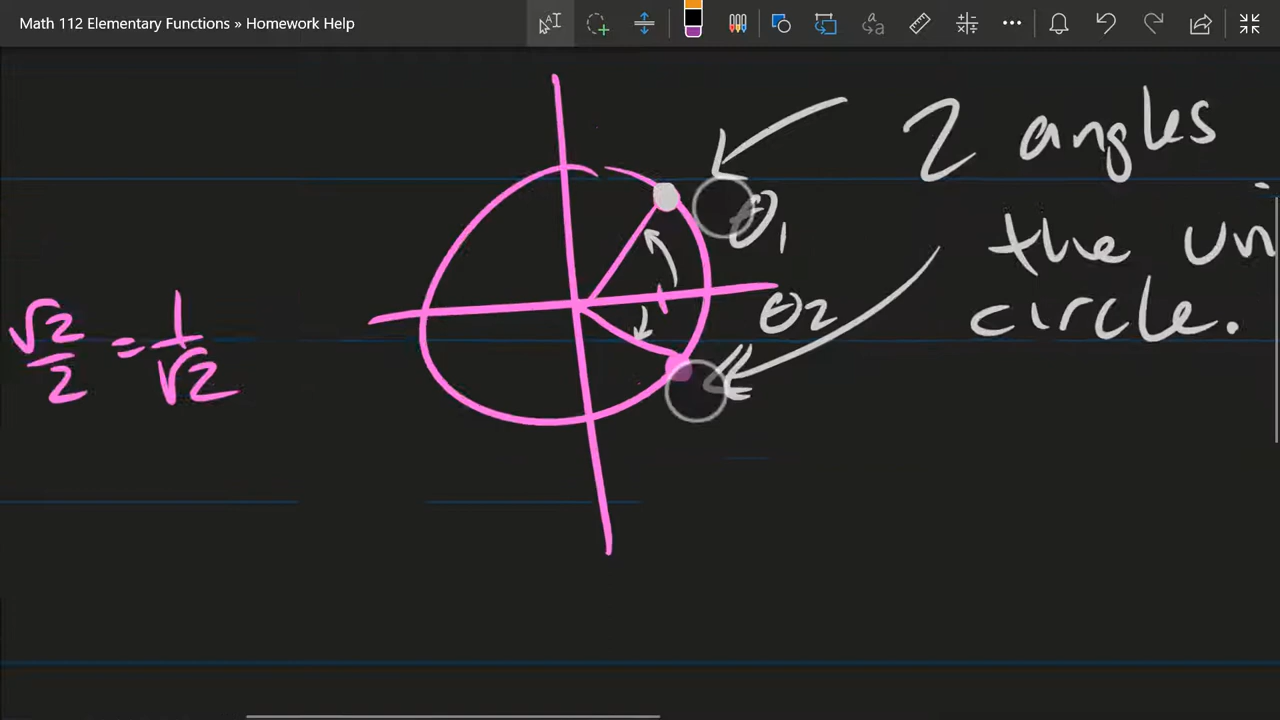 Math 112 Elementary Functions » Homework Help
2 angles
the un
circle.
θ1
θ2
√2/2 = 1/√2